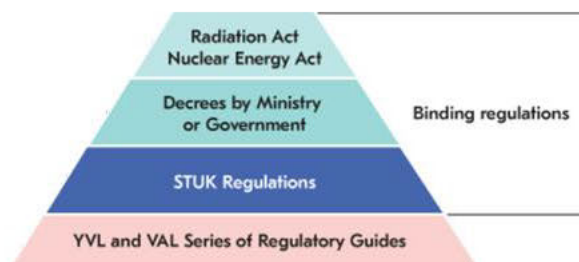 Radiation Act
Nuclear Energy Act
Decrees by Ministry
or Government
Binding regulations
STUK Regulations
YVL and VAL Series of Regulatory Guides